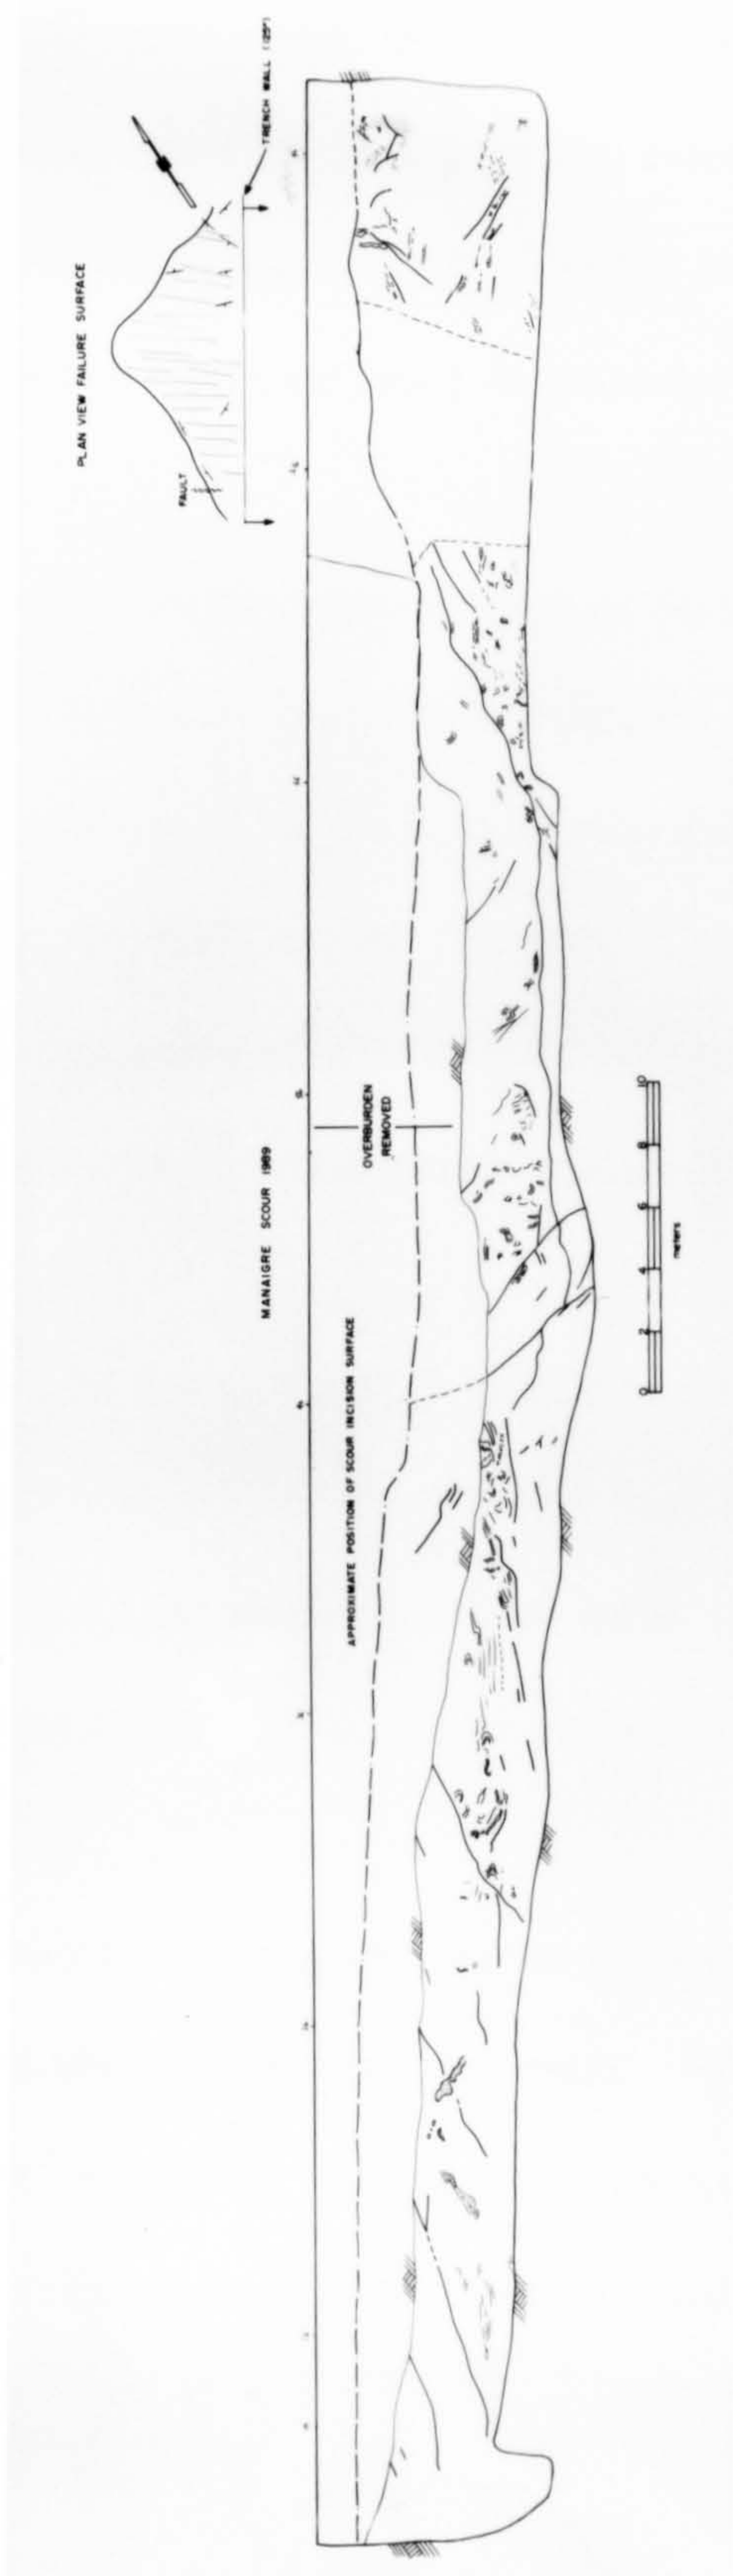 MANAIGRE SCOUR 1989
PLAN VIEW FAILURE SURFACE
FAULT
TRENCH WALL (125°)
APPROXIMATE POSITION OF SCOUR INCISION SURFACE
OVERBURDEN
REMOVED
0 2 4 6 8 10
meters